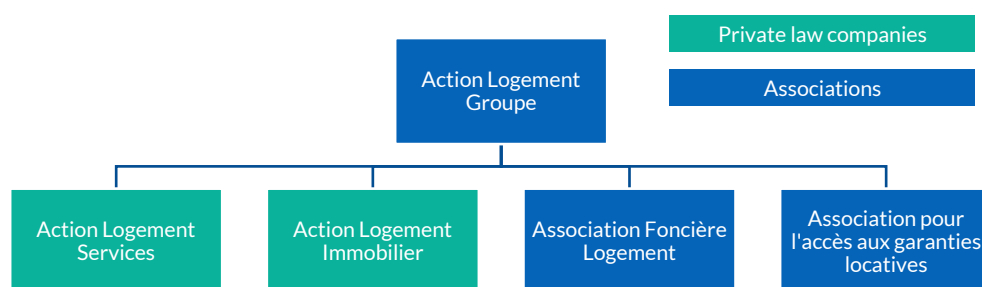 Private law companies
Action Logement
Groupe
Associations
Action Logement
Services
Action Logement
Immobilier
Association Foncière
Logement
Association pour
l'accès aux garanties
locatives